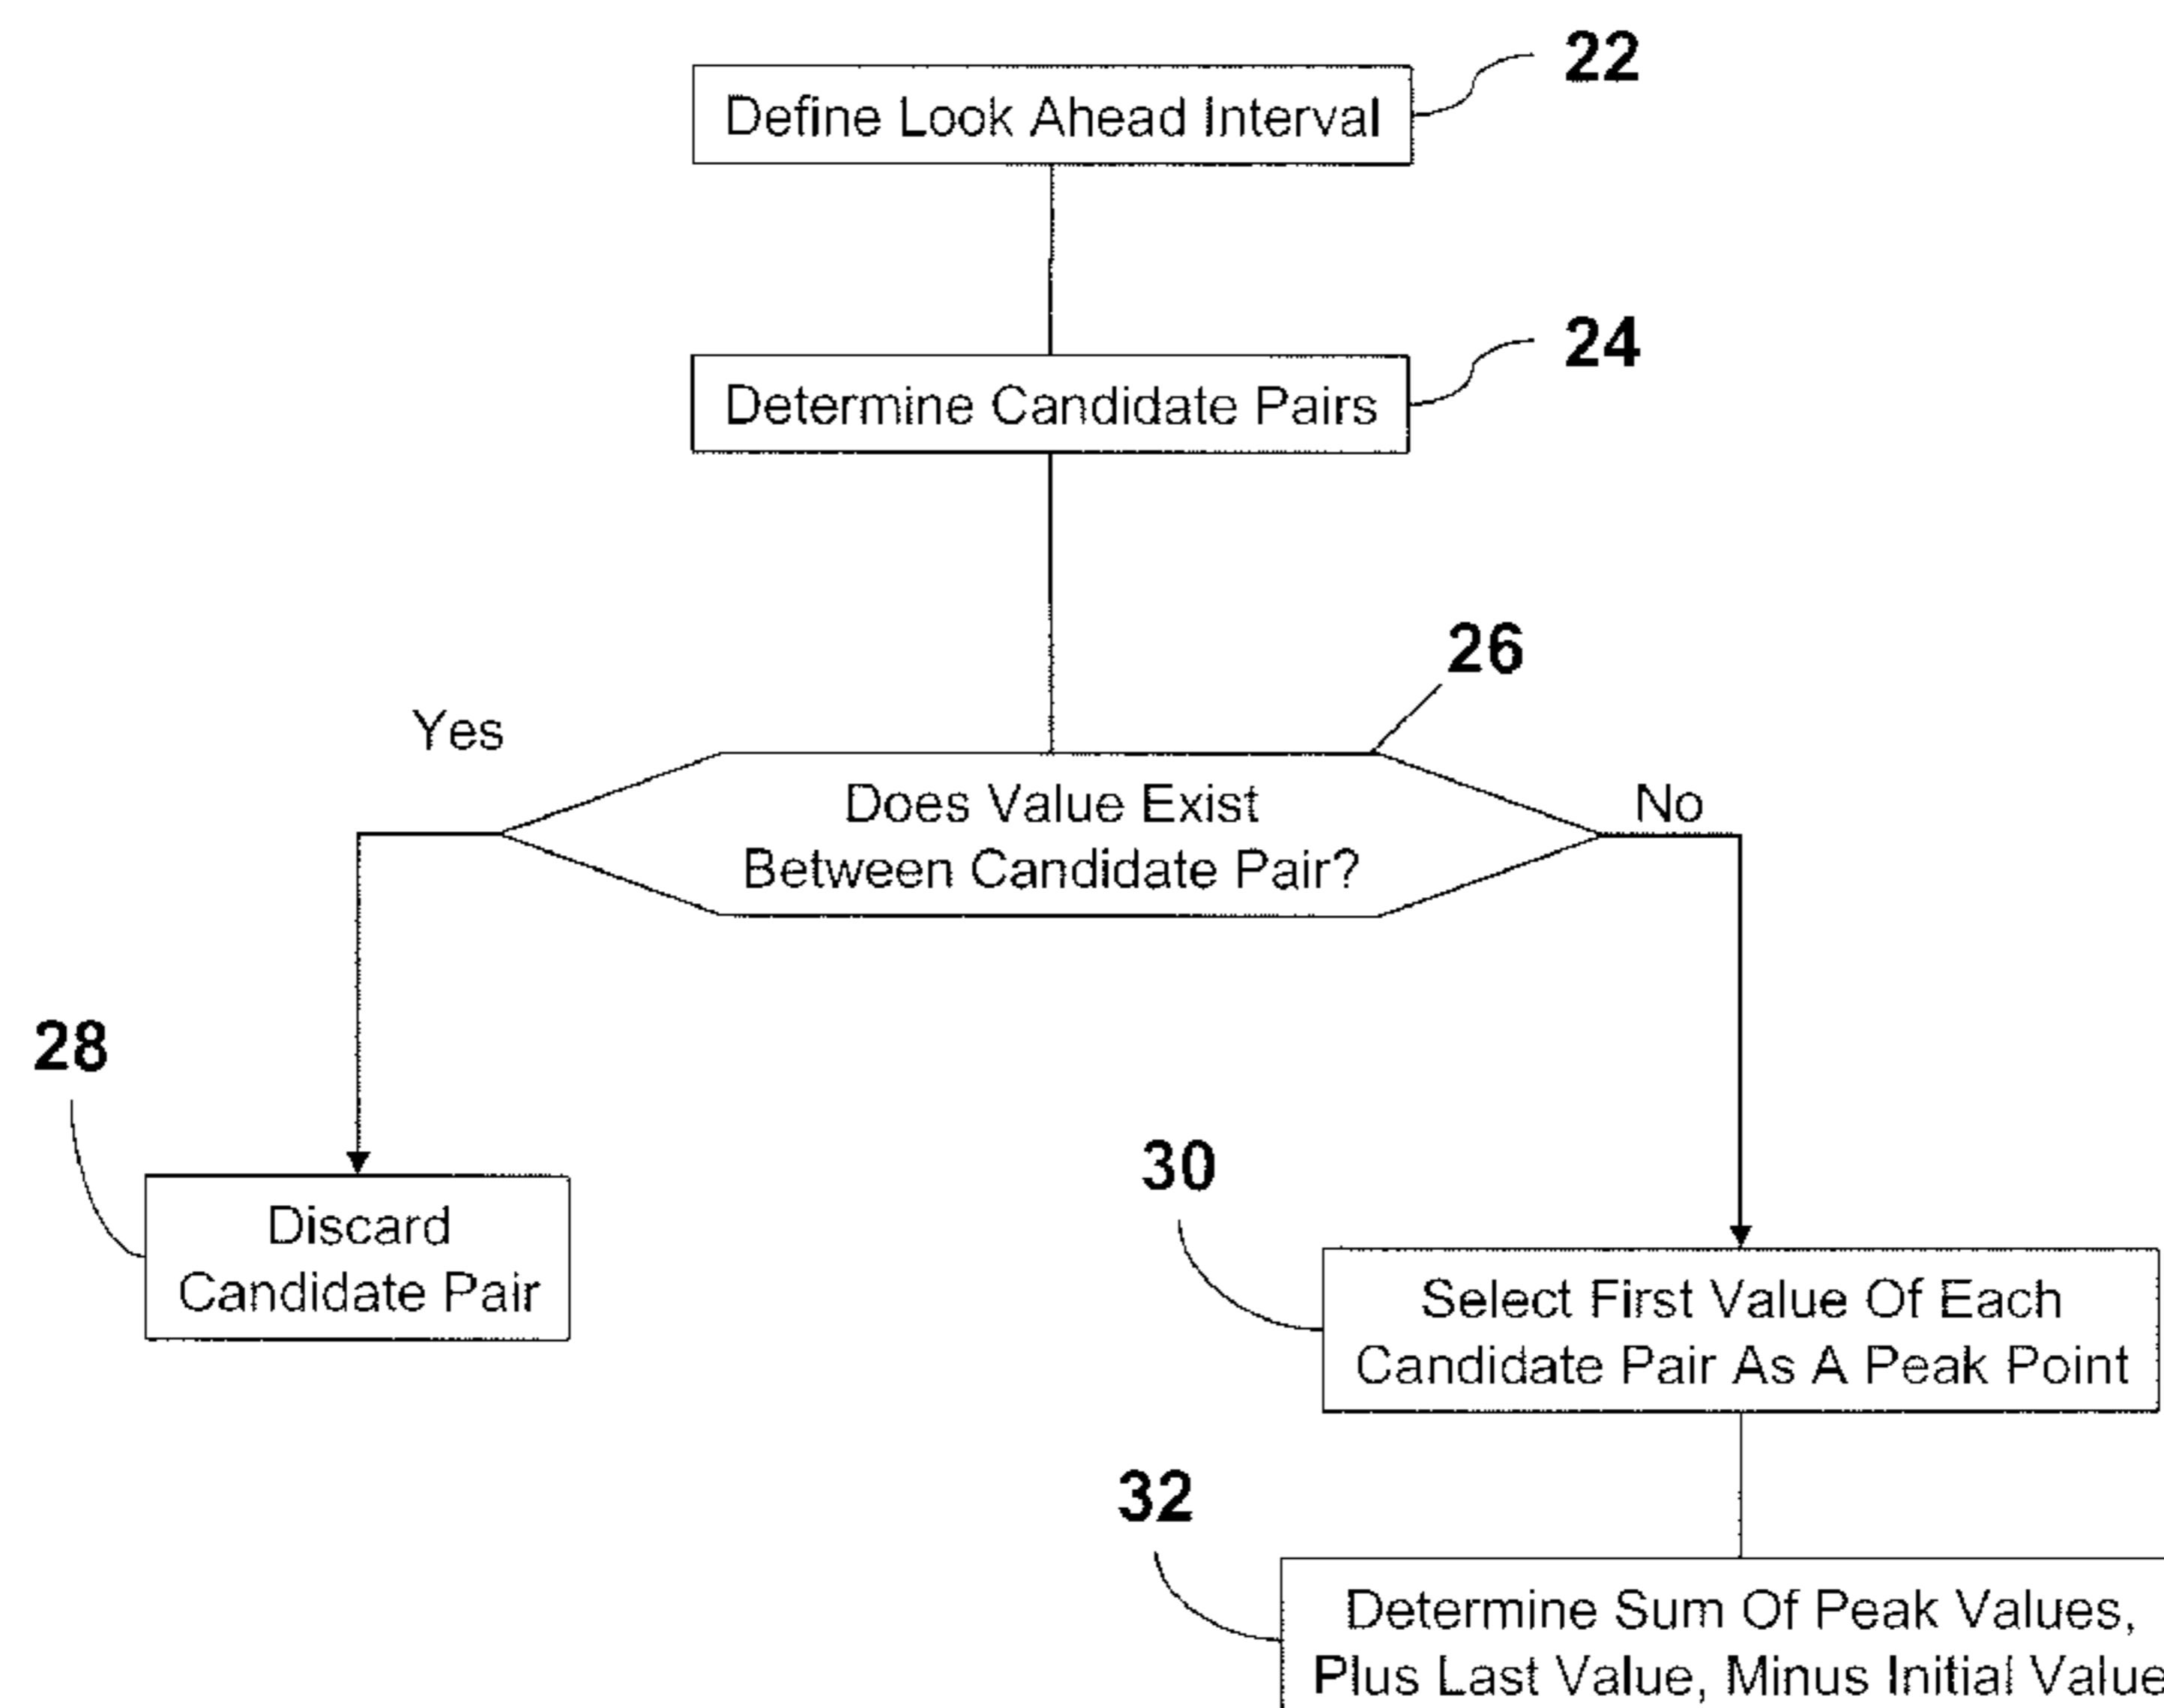 22
Define Look Ahead Interval
24
Determine Candidate Pairs
26
Yes
Does Value Exist
Between Candidate Pair?
No
28
Discard
Candidate Pair
30
Select First Value Of Each
Candidate Pair As A Peak Point
32
Determine Sum Of Peak Values,
Plus Last Value, Minus Initial Value